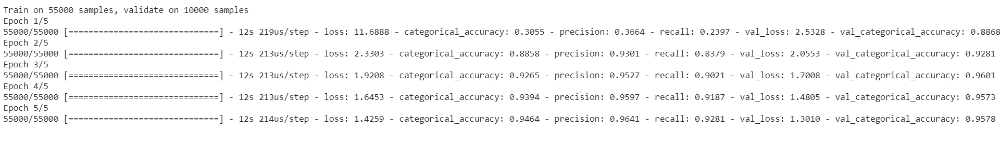 Train on 55000 samples, validate on 10000 samples
Epoch 1/5
55000/55000 [==============================] - 12s 219us/step - loss: 11.6888 - categorical_accuracy: 0.3055 - precision: 0.3664 - recall: 0.2397 - val_loss: 2.5328 - val_categorical_accuracy: 0.8868
Epoch 2/5
55000/55000 [==============================] - 12s 213us/step - loss: 2.3303 - categorical_accuracy: 0.8858 - precision: 0.9301 - recall: 0.8379 - val_loss: 2.0553 - val_categorical_accuracy: 0.9281
Epoch 3/5
55000/55000 [==============================] - 12s 213us/step - loss: 1.9208 - categorical_accuracy: 0.9265 - precision: 0.9527 - recall: 0.9021 - val_loss: 1.7008 - val_categorical_accuracy: 0.9601
Epoch 4/5
55000/55000 [==============================] - 12s 213us/step - loss: 1.6453 - categorical_accuracy: 0.9394 - precision: 0.9597 - recall: 0.9187 - val_loss: 1.4805 - val_categorical_accuracy: 0.9573
Epoch 5/5
55000/55000 [==============================] - 12s 214us/step - loss: 1.4259 - categorical_accuracy: 0.9464 - precision: 0.9641 - recall: 0.9281 - val_loss: 1.3010 - val_categorical_accuracy: 0.9578